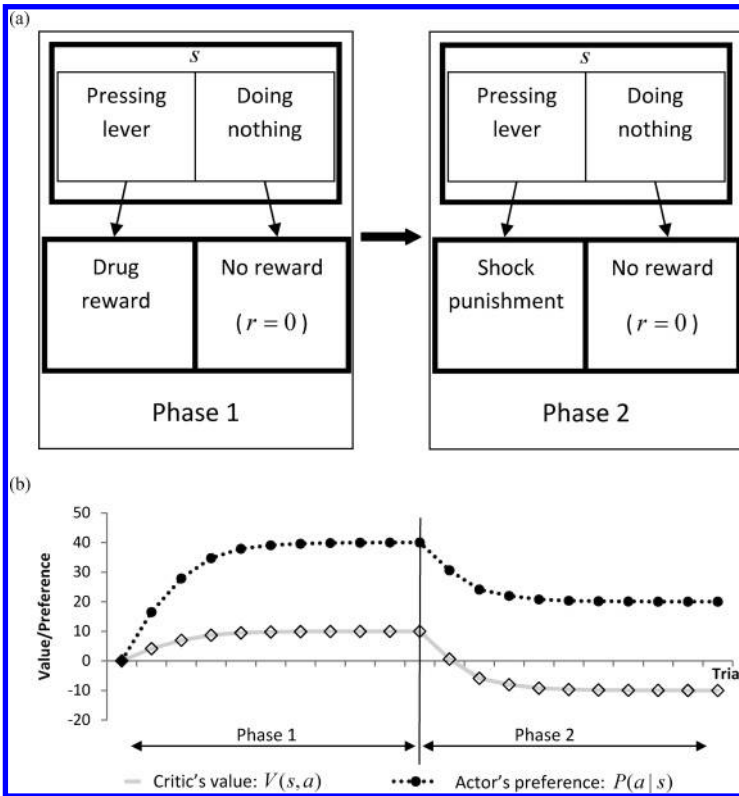 (a)
s
Pressing lever
Doing nothing
Drug reward
No reward
(r = 0)
Phase 1
s
Pressing lever
Doing nothing
Shock punishment
No reward
(r = 0)
Phase 2
(b)
Value/Preference
50
40
30
20
10
0
-10
-20
Tria
Phase 1
Phase 2
Critic's value: V(s,a)
Actor's preference: P(a|s)